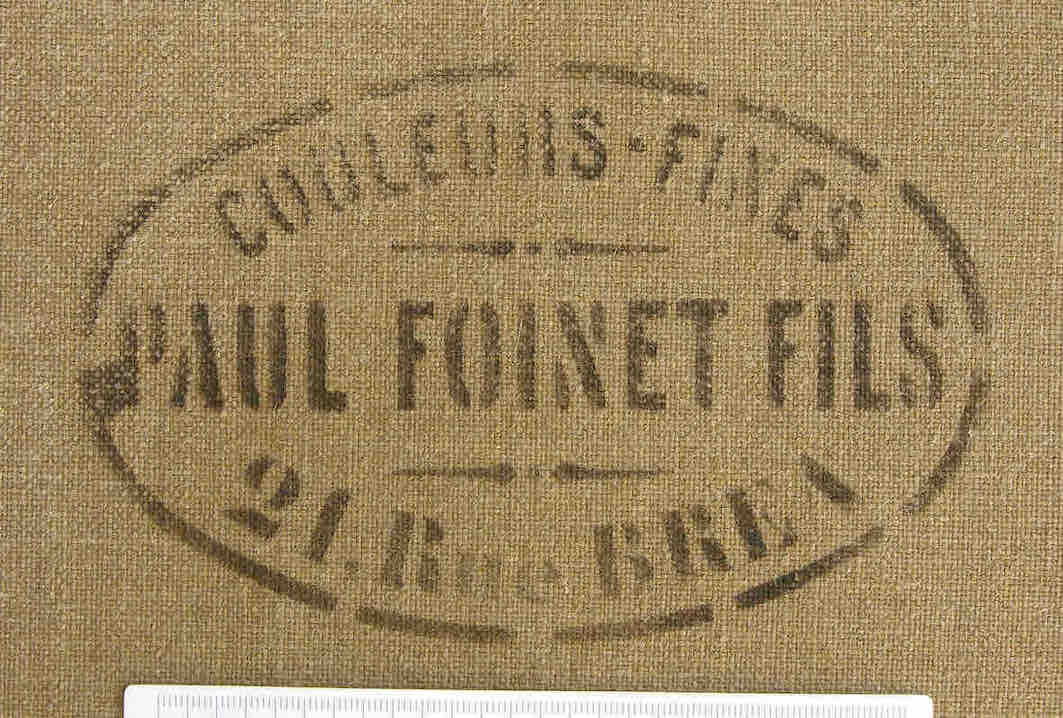 COULEURS-FINES
PAUL FOINET FILS
21, Rue BREA